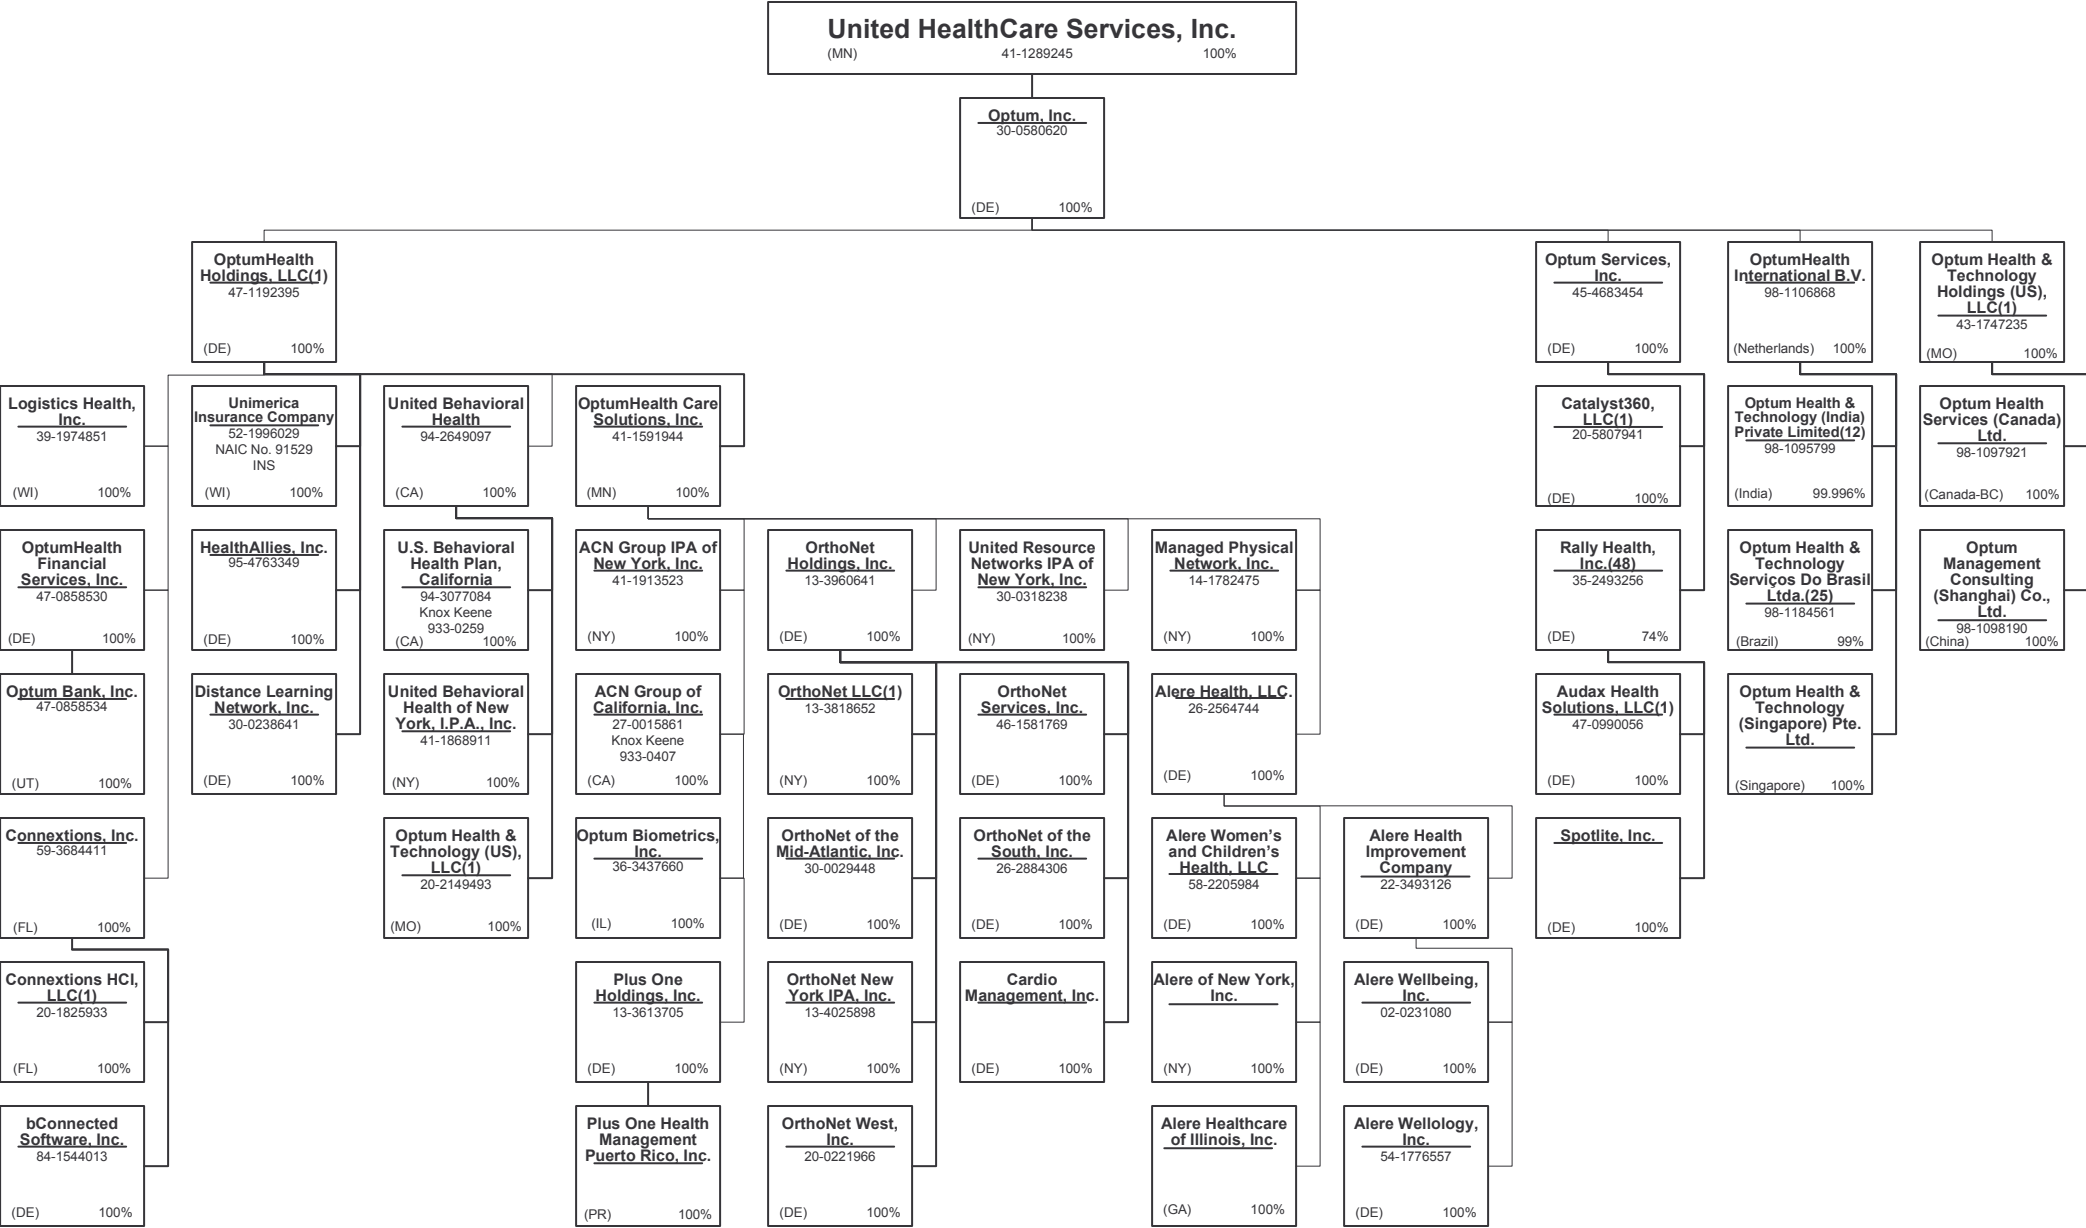 United HealthCare Services, Inc.
(MN) 41-1289245 100%
Optum, Inc.
30-0580620
(DE) 100%
OptumHealth
Holdings, LLC(1)
47-1192395
(DE) 100%
Optum Services,
Inc.
45-4683454
(DE) 100%
OptumHealth
International B.V.
98-1106868
(Netherlands) 100%
Optum Health &
Technology
Holdings (US),
LLC(1)
43-1747235
(MO) 100%
Logistics Health,
Inc.
39-1974851
(WI) 100%
Unimerica
Insurance Company
52-1996029
NAIC No. 91529
INS
(WI) 100%
United Behavioral
Health
94-2649097
(CA) 100%
OptumHealth Care
Solutions, Inc.
41-1591944
(MN) 100%
Catalyst360,
LLC(1)
20-5807941
(DE) 100%
Optum Health &
Technology (India)
Private Limited(12)
98-1095799
(India) 99.996%
Optum Health
Services (Canada)
Ltd.
98-1097921
(Canada-BC) 100%
OptumHealth
Financial
Services, Inc.
47-0858530
(DE) 100%
HealthAllies, Inc.
95-4763349
(DE) 100%
U.S. Behavioral
Health Plan,
California
94-3077084
Knox Keene
933-0259
(CA) 100%
ACN Group IPA of
New York, Inc.
41-1913523
(NY) 100%
OrthoNet
Holdings, Inc.
13-3960641
(DE) 100%
United Resource
Networks IPA of
New York, Inc.
30-0318238
(NY) 100%
Managed Physical
Network, Inc.
14-1782475
(NY) 100%
Rally Health,
Inc.(48)
35-2493256
(DE) 74%
Optum Health &
Technology
Serviços Do Brasil
Ltda.(25)
98-1184561
(Brazil) 99%
Optum
Management
Consulting
(Shanghai) Co.,
Ltd.
98-1098190
(China) 100%
Optum Bank, Inc.
47-0858534
(UT) 100%
Distance Learning
Network, Inc.
30-0238641
(DE) 100%
United Behavioral
Health of New
York, I.P.A., Inc.
41-1868911
(NY) 100%
ACN Group of
California, Inc.
27-0015861
Knox Keene
933-0407
(CA) 100%
OrthoNet LLC(1)
13-3818652
(NY) 100%
OrthoNet
Services, Inc.
46-1581769
(DE) 100%
Alere Health, LLC.
26-2564744
(DE) 100%
Audax Health
Solutions, LLC(1)
47-0990056
(DE) 100%
Optum Health &
Technology
(Singapore) Pte.
Ltd.
(Singapore) 100%
Connextions, Inc.
59-3684411
(FL) 100%
Optum Health &
Technology (US),
LLC(1)
20-2149493
(MO) 100%
Optum Biometrics,
Inc.
36-3437660
(IL) 100%
OrthoNet of the
Mid-Atlantic, Inc.
30-0029448
(DE) 100%
OrthoNet of the
South, Inc.
26-2884306
(DE) 100%
Alere Women's
and Children's
Health, LLC
58-2205984
(DE) 100%
Alere Health
Improvement
Company
22-3493126
(DE) 100%
Spotlite, Inc.
(DE) 100%
Connextions HCI,
LLC(1)
20-1825933
(FL) 100%
Plus One
Holdings, Inc.
13-3613705
(DE) 100%
OrthoNet New
York IPA, Inc.
13-4025898
(NY) 100%
Cardio
Management, Inc.
(DE) 100%
Alere of New York,
Inc.
(NY) 100%
Alere Wellbeing,
Inc.
02-0231080
(DE) 100%
bConnected
Software, Inc.
84-1544013
(DE) 100%
Plus One Health
Management
Puerto Rico, Inc.
(PR) 100%
OrthoNet West,
Inc.
20-0221966
(DE) 100%
Alere Healthcare
of Illinois, Inc.
(GA) 100%
Alere Wellology,
Inc.
54-1776557
(DE) 100%